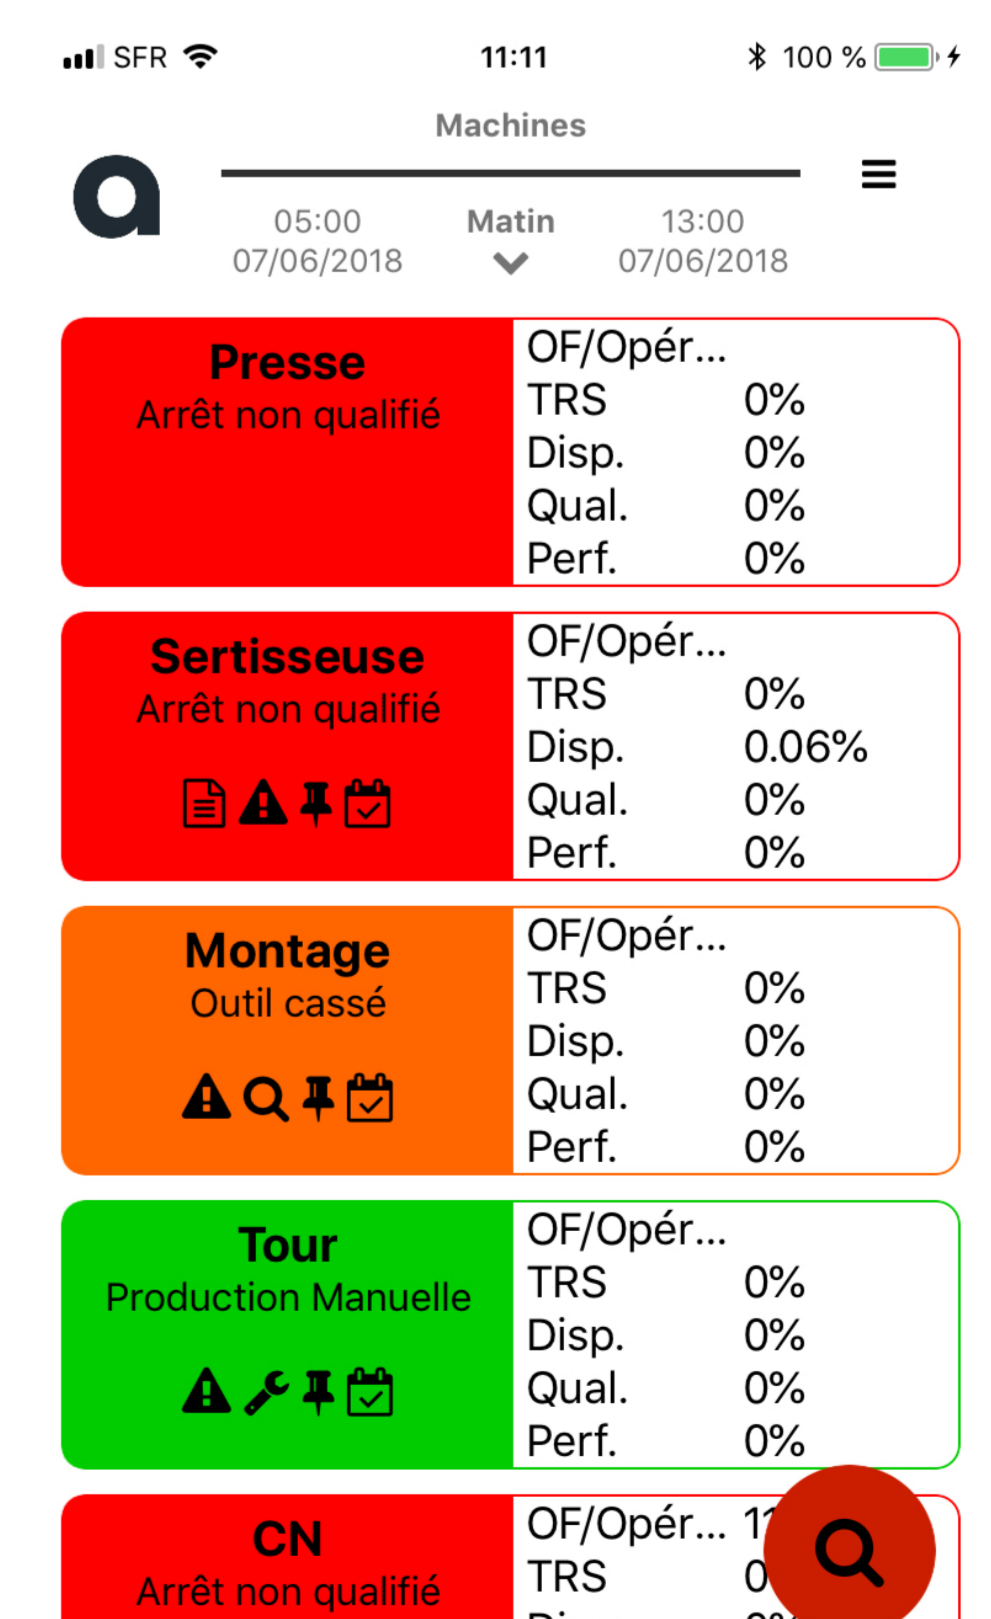 SFR 11:11 100 %
Machines
05:00 Matin 13:00
07/06/2018 07/06/2018
Presse
Arrêt non qualifié
OF/Opér...
TRS 0%
Disp. 0%
Qual. 0%
Perf. 0%
Sertisseuse
Arrêt non qualifié
OF/Opér...
TRS 0%
Disp. 0.06%
Qual. 0%
Perf. 0%
Montage
Outil cassé
OF/Opér...
TRS 0%
Disp. 0%
Qual. 0%
Perf. 0%
Tour
Production Manuelle
OF/Opér...
TRS 0%
Disp. 0%
Qual. 0%
Perf. 0%
CN
Arrêt non qualifié
OF/Opér...
TRS